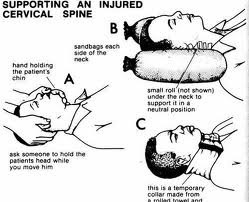 SUPPORTING AN INJURED
CERVICAL SPINE
B
sandbags each
side of the
neck
hand holding
the patient's
chin
A
small roll (not shown)
under the neck to
support it in a
neutral position
C
ask someone to hold the
patients head while
you move him
this is a temporary
collar made from
a rolled towel and